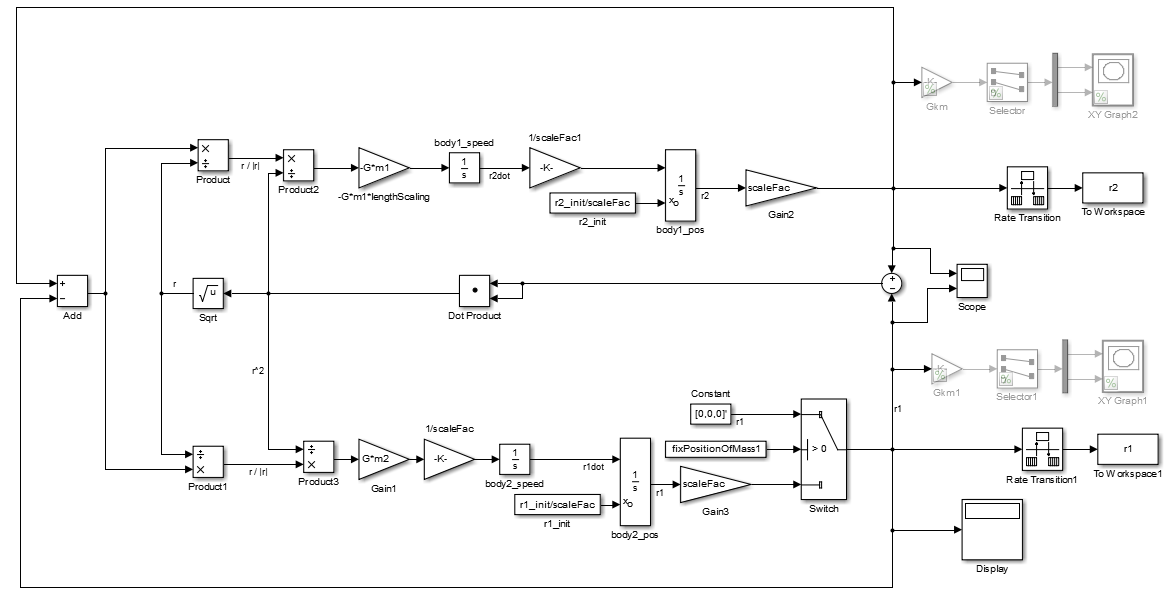 Gkm
Selector
XY Graph2
×
÷
Product
r / |r|
×
÷
Product2
-G*m1
-G*m1*lengthScaling
body1_speed
1
s
r2dot
1/scaleFac1
-K-
r2_init/scaleFac
r2_init
1
s
xo
body1_pos
r2
scaleFac
Gain2
Rate Transition
r2
To Workspace
+
−
Add
r
√u
Sqrt
Dot Product
+
−
Scope
r^2
Gkm1
Selector1
XY Graph1
Constant
[0,0,0]'
r1
r1
fixPositionOfMass1
> 0
Switch
÷
×
Product1
r / |r|
÷
×
Product3
G*m2
Gain1
1/scaleFac
-K-
1
s
body2_speed
r1dot
r1_init/scaleFac
r1_init
1
s
xo
body2_pos
r1
scaleFac
Gain3
Rate Transition1
r1
To Workspace1
Display